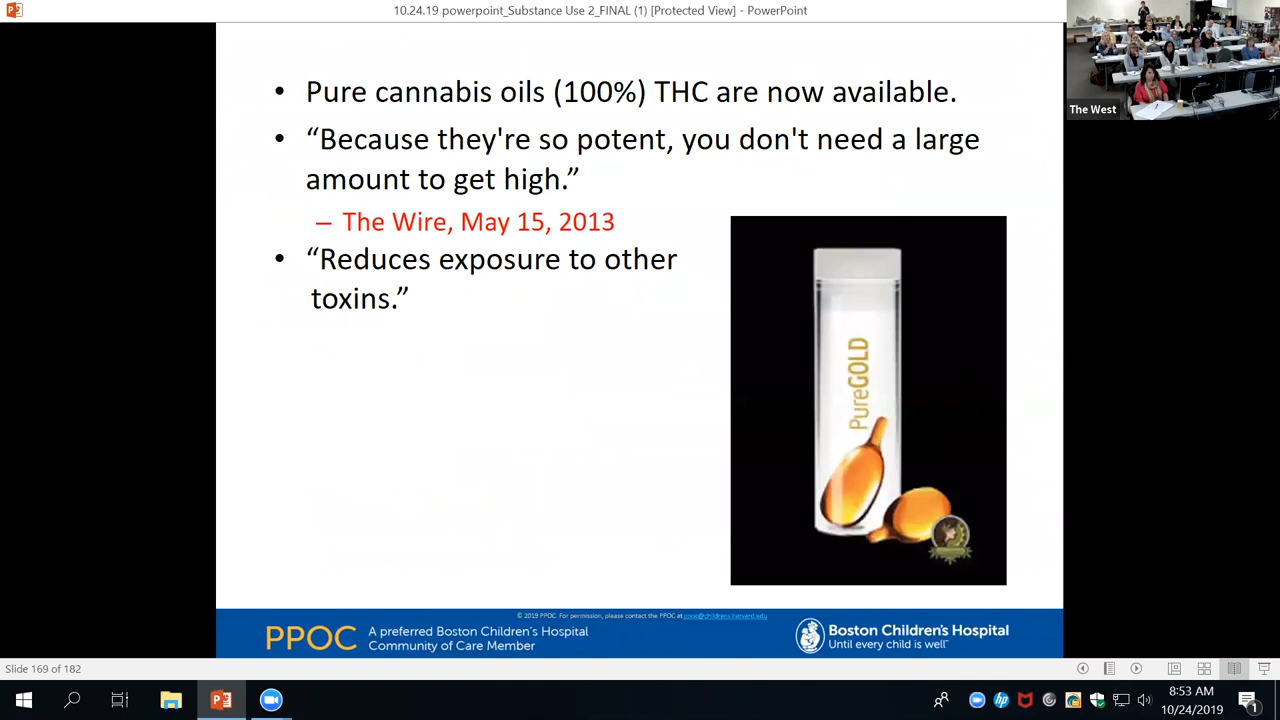 10.24.19 powerpoint_Substance Use 2_FINAL (1) [Protected View] - PowerPoint
The West
• Pure cannabis oils (100%) THC are now available.
• “Because they're so potent, you don't need a large
amount to get high.”
– The Wire, May 15, 2013
• “Reduces exposure to other
toxins.”
PureGOLD
© 2019 PPOC. For permission, please contact the PPOC at ppoc@childrens.harvard.edu
PPOC
A preferred Boston Children's Hospital
Community of Care Member
Boston Children's Hospital
Until every child is well™
Slide 169 of 182
8:53 AM
10/24/2019
1